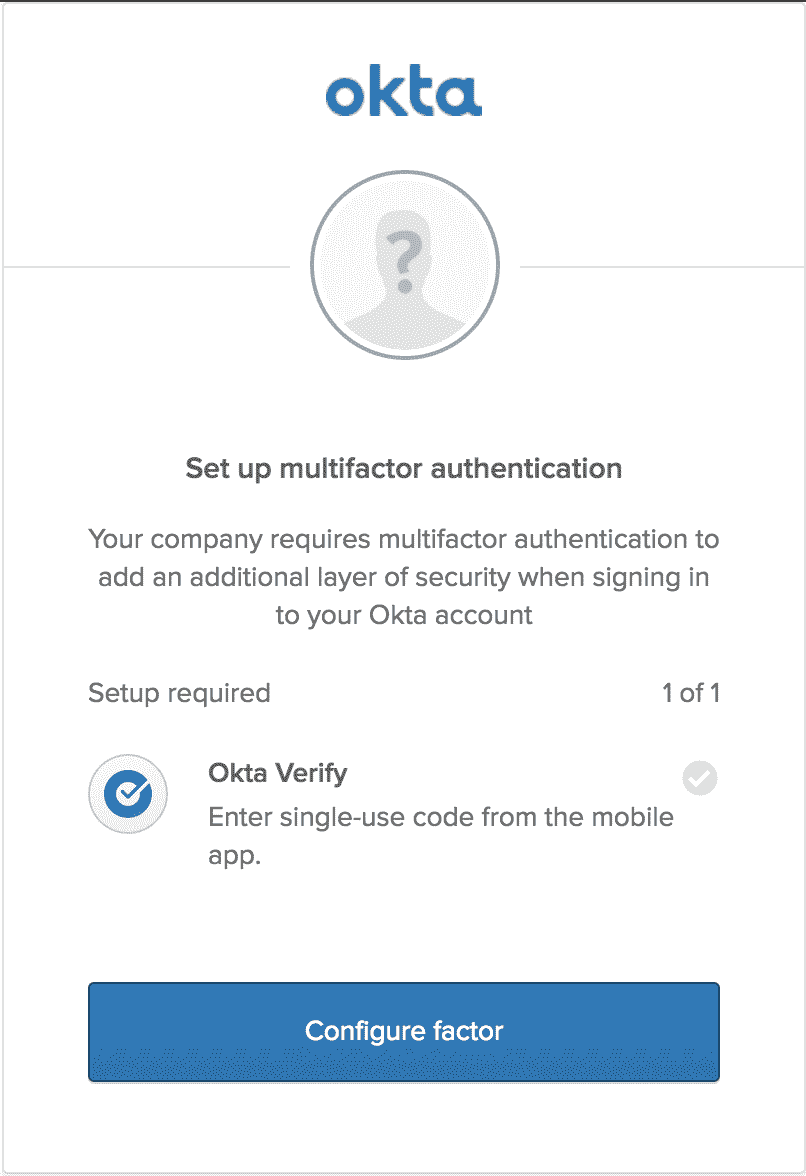 okta
?
Set up multifactor authentication
Your company requires multifactor authentication to
add an additional layer of security when signing in
to your Okta account
Setup required 1 of 1
Okta Verify
Enter single-use code from the mobile
app.
Configure factor